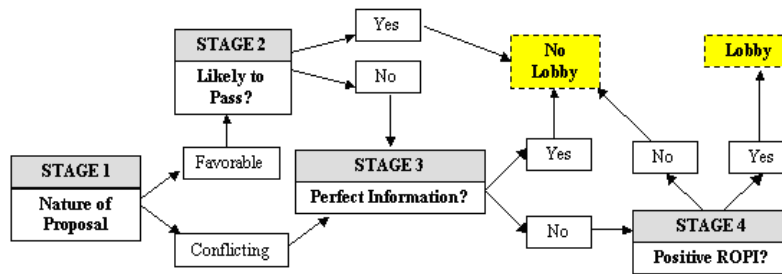 STAGE 2
Likely to
Pass?
Yes
No
No
Lobby
Lobby
STAGE 1
Nature of
Proposal
Favorable
Conflicting
STAGE 3
Perfect Information?
Yes
No
No
Yes
STAGE 4
Positive ROPI?